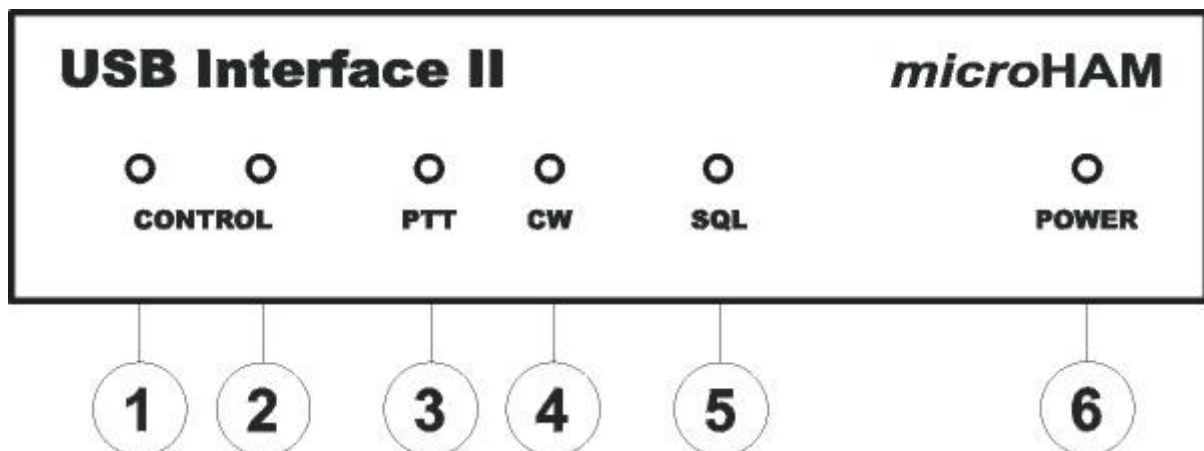 USB Interface II microHAM
CONTROL PTT CW SQL POWER
1 2 3 4 5 6